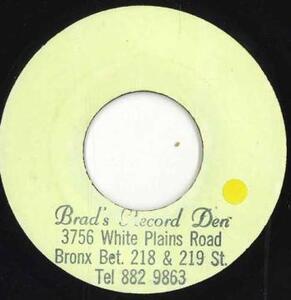 Brad's Record Den
3756 White Plains Road
Bronx Bet. 218 & 219 St.
Tel 882 9863